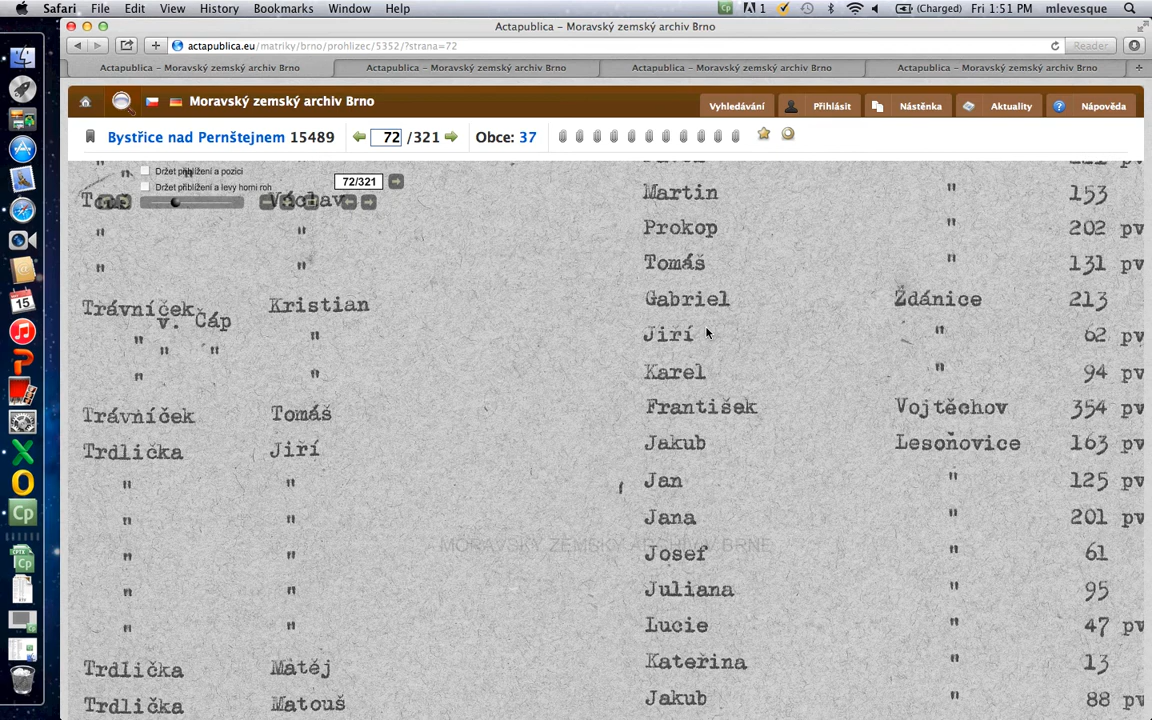 Safari File Edit View History Bookmarks Window Help 1 (Charged) Fri 1:51 PM mlevesque
Actapublica – Moravský zemský archiv Brno
actapublica.eu/matriky/brno/prohlizec/5352/?strana=72 Reader
Actapublica – Moravský zemský archiv Brno Actapublica – Moravský zemský archiv Brno Actapublica – Moravský zemský archiv Brno Actapublica – Moravský zemský archiv Brno
Moravský zemský archiv Brno Vyhledávání Přihlásit Nástěnka Aktuality Nápověda
Bystřice nad Pernštejnem 15489 72 /321 Obce: 37
" Držet přiblížení a pozici
Držet přiblížení a levy horni roh 72/321
Václav Martin " 153
" " Prokop " 202 pv
" " Tomáš " 131 pv
Trávníček Kristian Gabriel Ždánice 213
v. Čáp
" " Jiří " 62 pv
" "
" " Karel " 94 pv
Trávníček Tomáš František Vojtěchov 354 pv
Trdlička Jiří Jakub Lesoňovice 163 pv
" " Jan " 125 pv
" " Jana " 201 pv
MORAVSKÝ ZEMSKÝ ARCHIV V BRNĚ
" " Josef " 61
" " Juliana " 95
" " Lucie " 47 pv
Trdlička Matěj Kateřina " 13
Trdlička Matouš Jakub " 88 pv